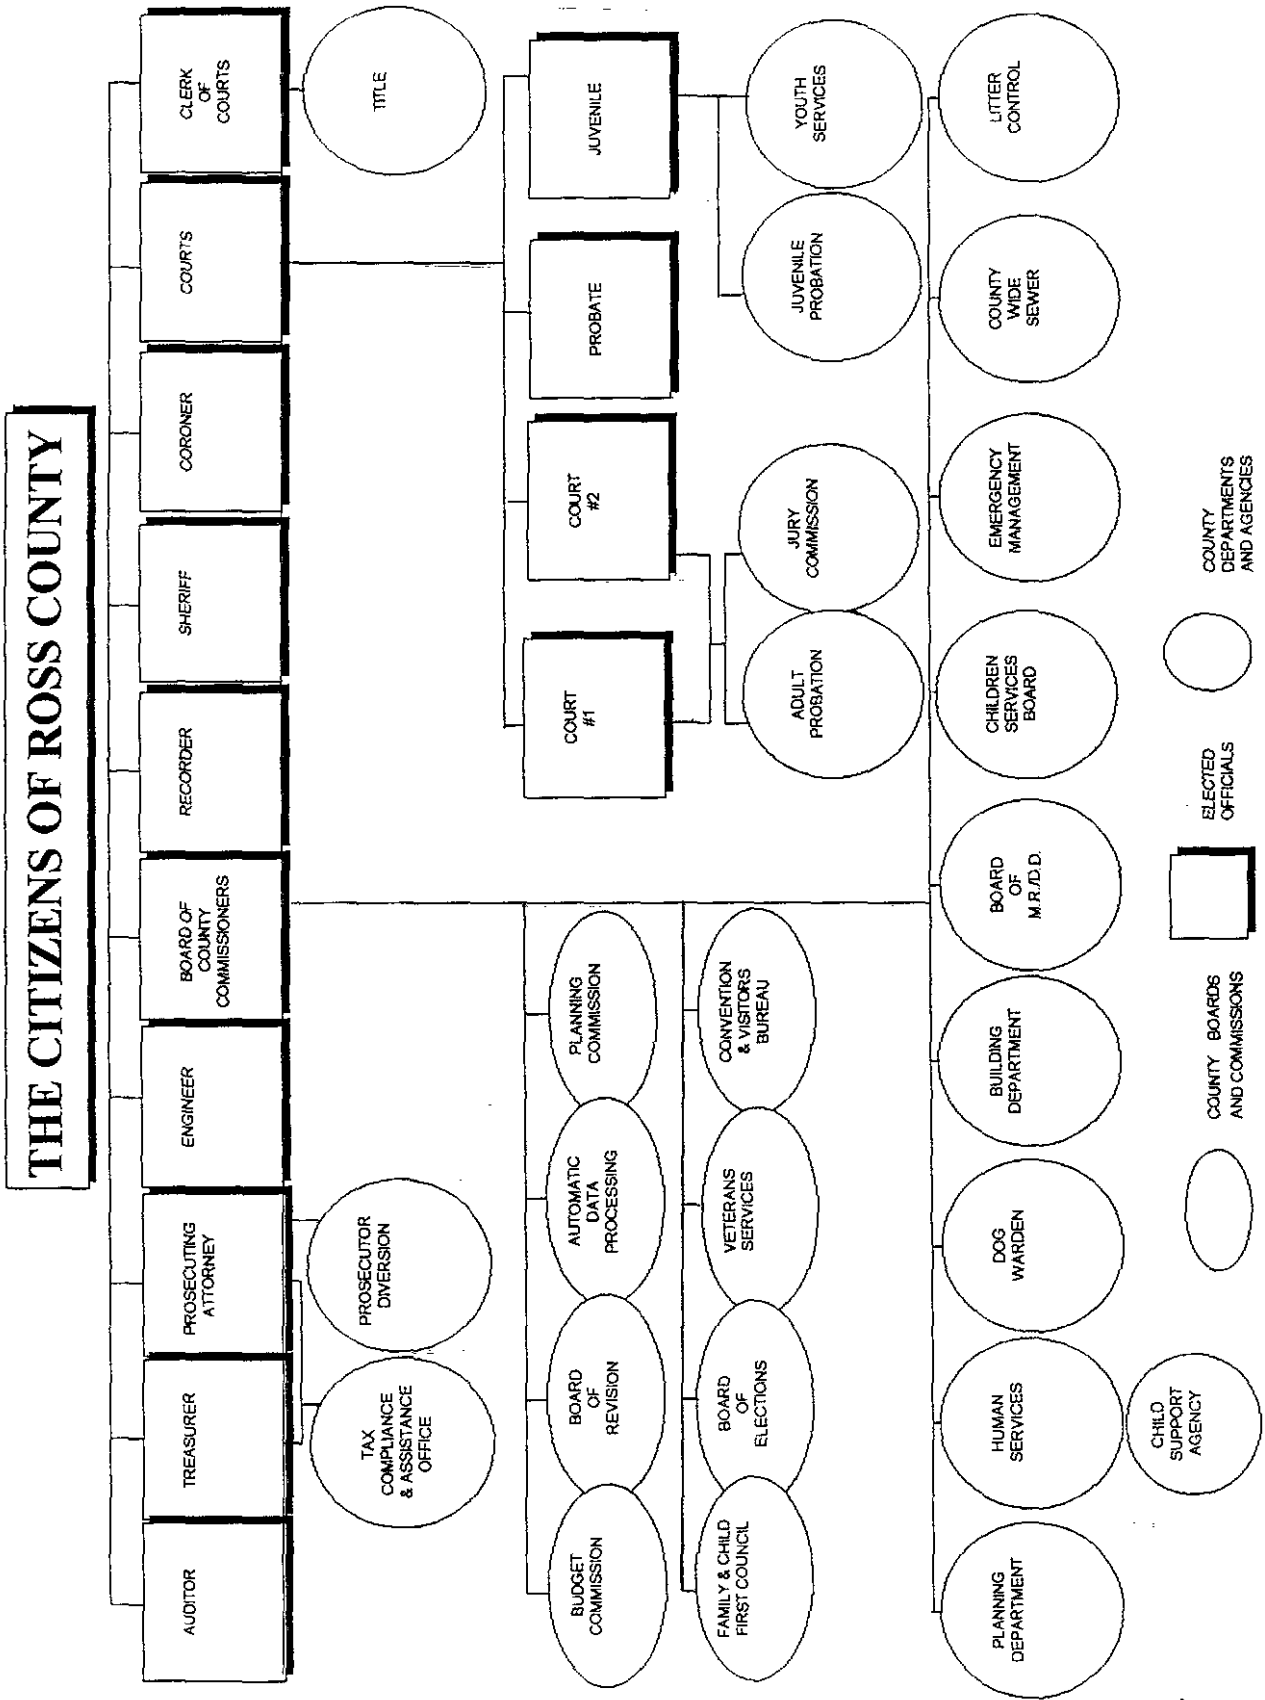 THE CITIZENS OF ROSS COUNTY
AUDITOR
TREASURER
PROSECUTING
ATTORNEY
ENGINEER
BOARD OF
COUNTY
COMMISSIONERS
RECORDER
SHERIFF
CORONER
COURTS
CLERK
OF
COURTS
TAX
COMPLIANCE
& ASSISTANCE
OFFICE
PROSECUTOR
DIVERSION
TITLE
COURT
#1
COURT
#2
PROBATE
JUVENILE
BUDGET
COMMISSION
BOARD
OF
REVISION
AUTOMATIC
DATA
PROCESSING
PLANNING
COMMISSION
FAMILY & CHILD
FIRST COUNCIL
BOARD
OF
ELECTIONS
VETERANS
SERVICES
CONVENTION
& VISITORS
BUREAU
ADULT
PROBATION
JURY
COMMISSION
JUVENILE
PROBATION
YOUTH
SERVICES
PLANNING
DEPARTMENT
HUMAN
SERVICES
DOG
WARDEN
BUILDING
DEPARTMENT
BOARD
OF
M.R./D.D.
CHILDREN
SERVICES
BOARD
EMERGENCY
MANAGEMENT
COUNTY
WIDE
SEWER
LITTER
CONTROL
CHILD
SUPPORT
AGENCY
COUNTY BOARDS
AND COMMISSIONS
ELECTED
OFFICIALS
COUNTY
DEPARTMENTS
AND AGENCIES